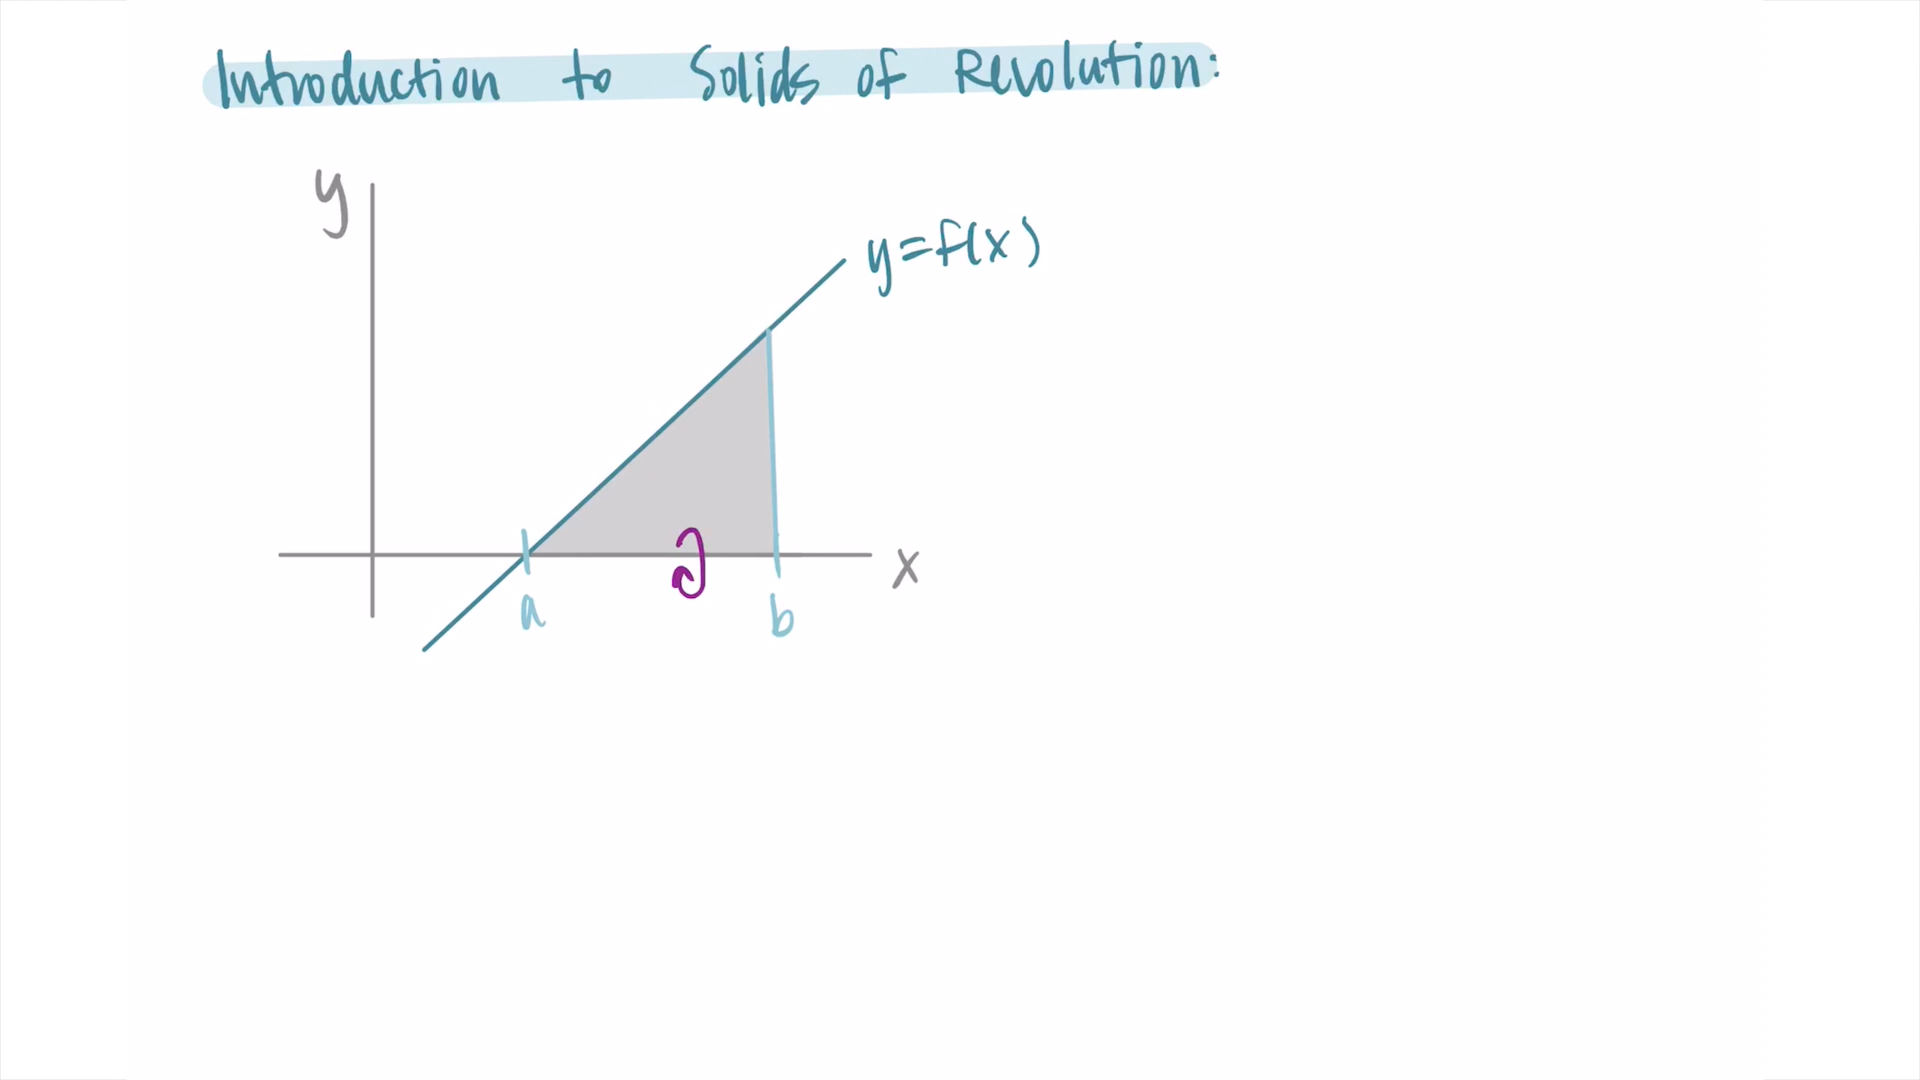 Introduction to Solids of Revolution:
y
y=f(x)
x
a
b